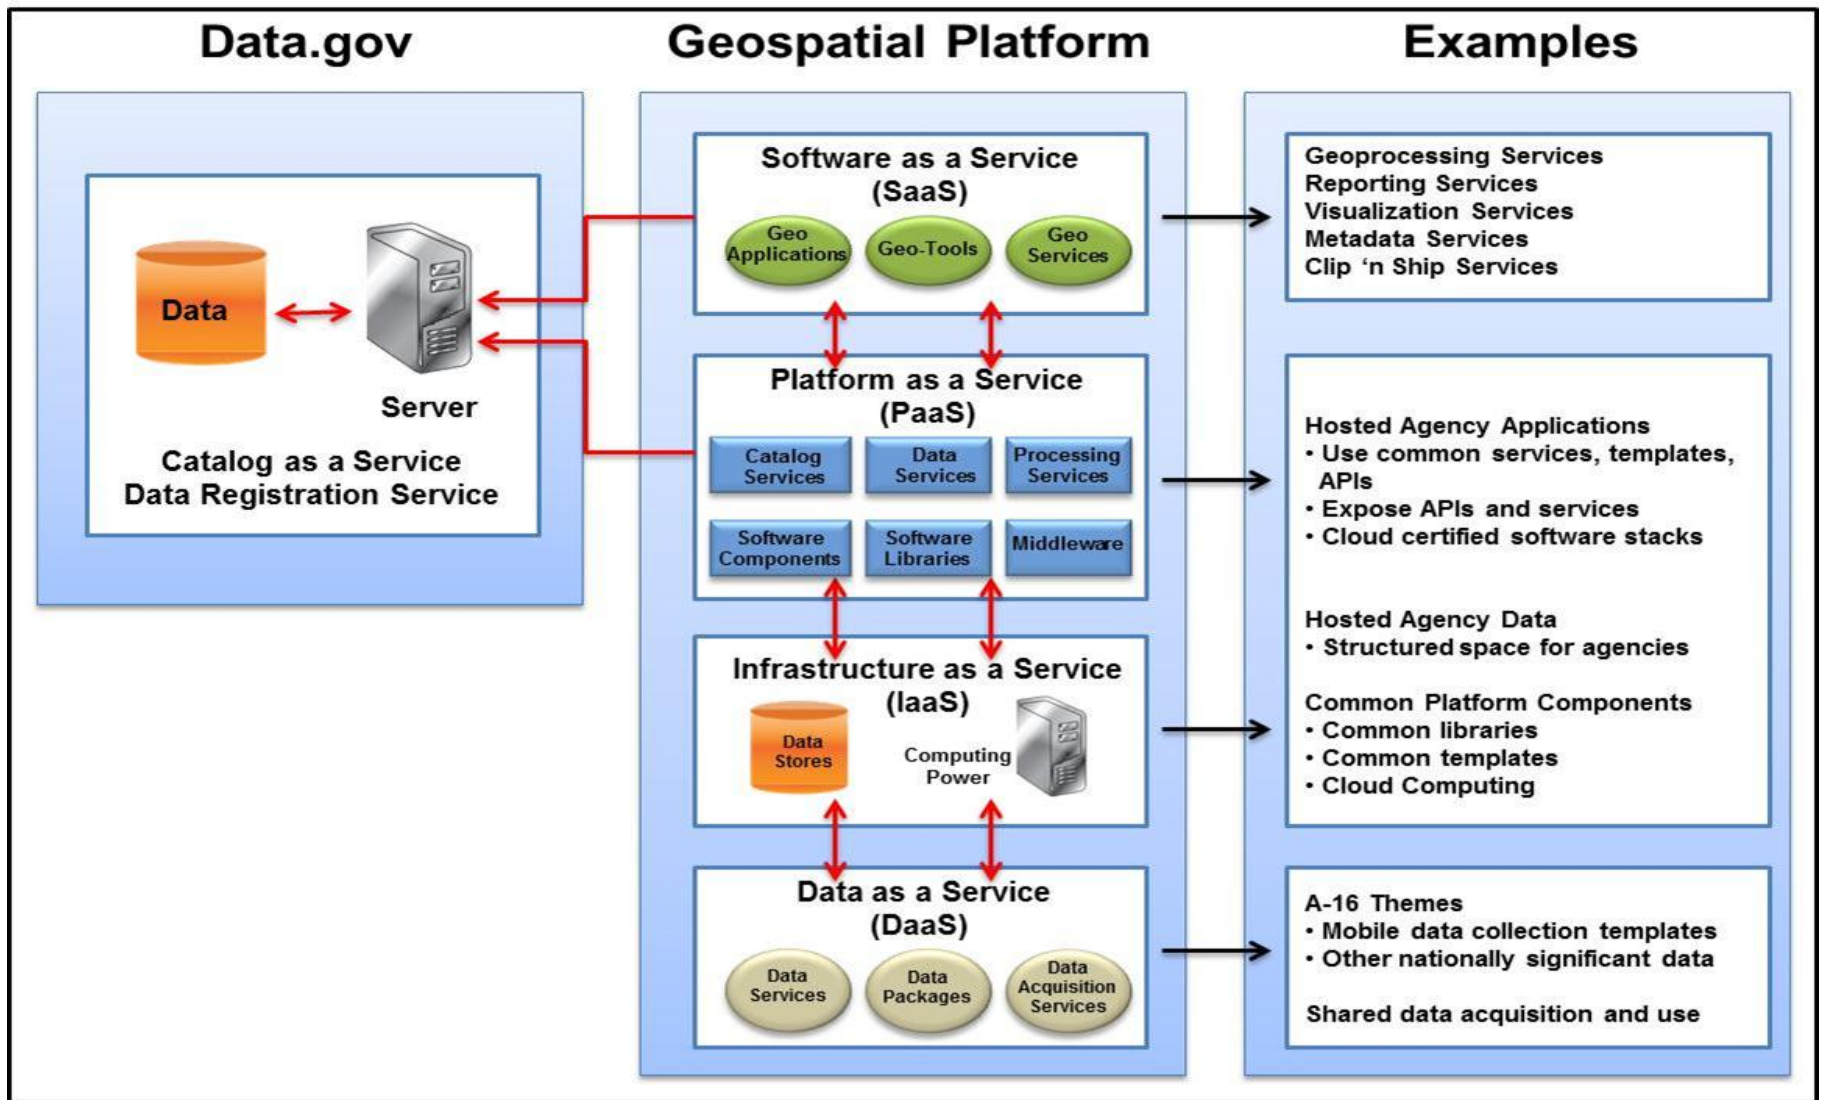 Data.gov
Geospatial Platform
Examples
Data
Server
Catalog as a Service
Data Registration Service
Software as a Service
(SaaS)
Geo
Applications
Geo-Tools
Geo
Services
Platform as a Service
(PaaS)
Catalog
Services
Data
Services
Processing
Services
Software
Components
Software
Libraries
Middleware
Infrastructure as a Service
(IaaS)
Data
Stores
Computing
Power
Data as a Service
(DaaS)
Data
Services
Data
Packages
Data
Acquisition
Services
Geoprocessing Services
Reporting Services
Visualization Services
Metadata Services
Clip ‘n Ship Services
Hosted Agency Applications
• Use common services, templates,
APIs
• Expose APIs and services
• Cloud certified software stacks
Hosted Agency Data
• Structured space for agencies
Common Platform Components
• Common libraries
• Common templates
• Cloud Computing
A-16 Themes
• Mobile data collection templates
• Other nationally significant data
Shared data acquisition and use